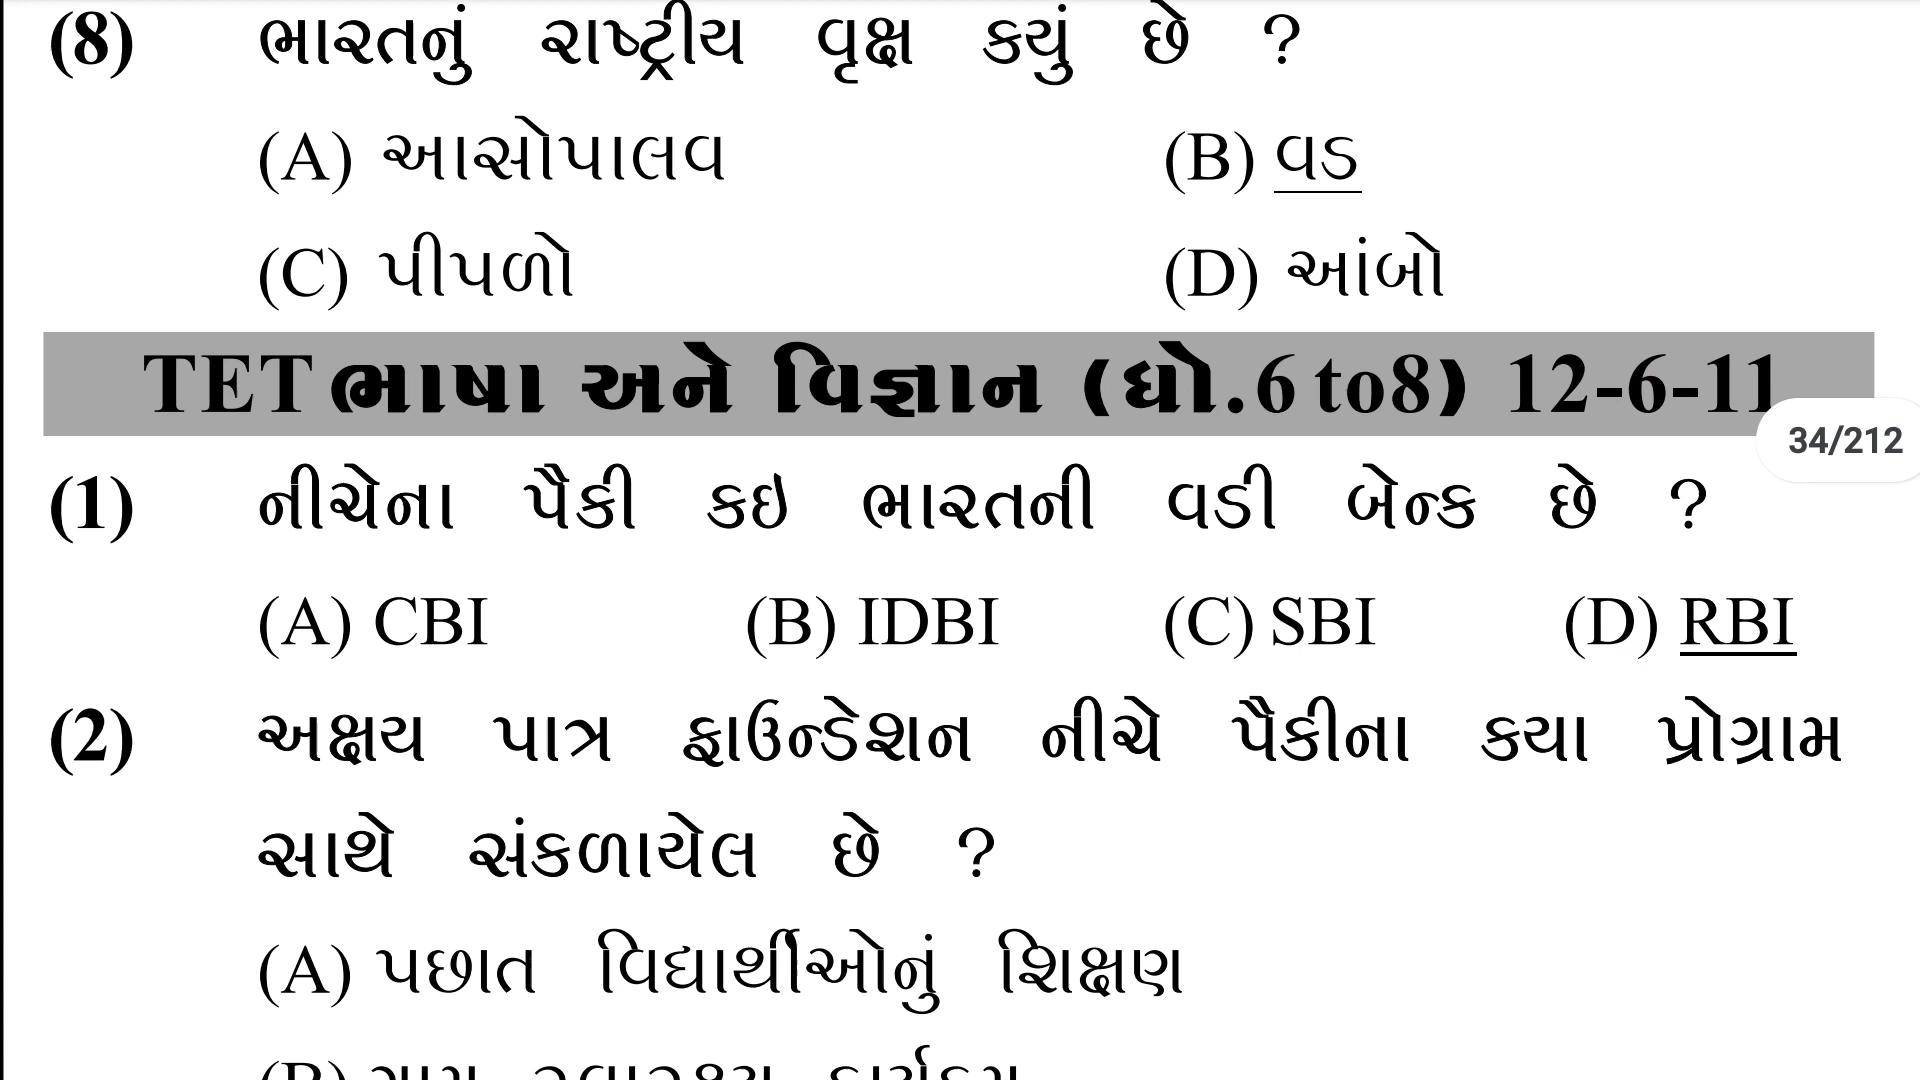 (8) ભારતનું રાષ્ટ્રીય વૃક્ષ કયું છે ?
(A) આસોપાલવ (B) વડ
(C) પીપળો (D) આંબો
TET ભાષા અને વિજ્ઞાન (ધો.6 to8) 12-6-11
34/212
(1) નીચેના પૈકી કઇ ભારતની વડી બેન્ક છે ?
(A) CBI (B) IDBI (C) SBI (D) RBI
(2) અક્ષય પાત્ર ફાઉન્ડેશન નીચે પૈકીના કયા પ્રોગ્રામ
સાથે સંકળાયેલ છે ?
(A) પછાત વિદ્યાર્થીઓનું શિક્ષણ